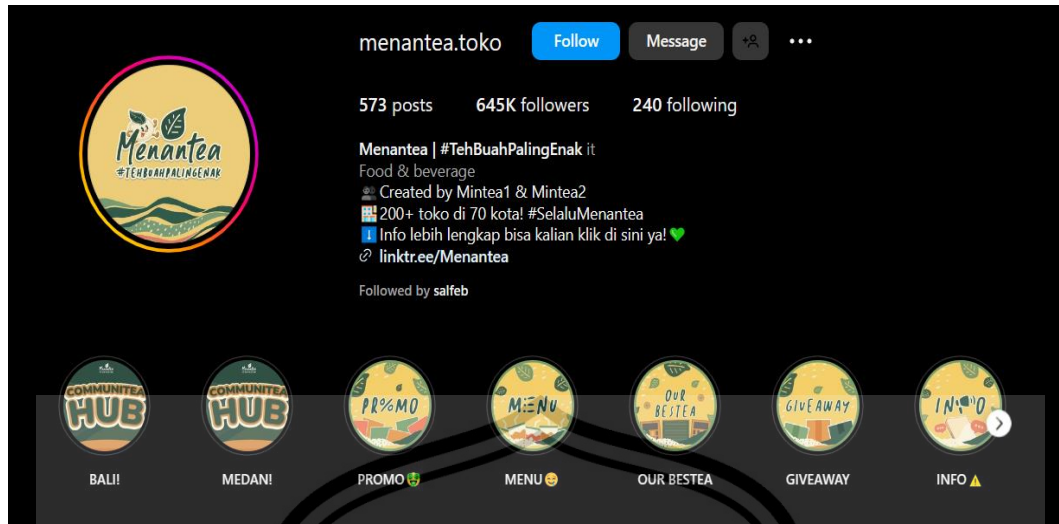 menantea.toko Follow Message
573 posts 645K followers 240 following
Menantea
#TEHBUAHPALINGENAK
Menantea | #TehBuahPalingEnak it
Food & beverage
Created by Mintea1 & Mintea2
200+ toko di 70 kota! #SelaluMenantea
Info lebih lengkap bisa kalian klik di sini ya!
linktr.ee/Menantea
Followed by salfeb
COMMUNITEA
HUB
COMMUNITEA
HUB
PR%MO
MENU
OUR
BESTEA
GIVEAWAY
INFO
BALI! MEDAN! PROMO MENU OUR BESTEA GIVEAWAY INFO